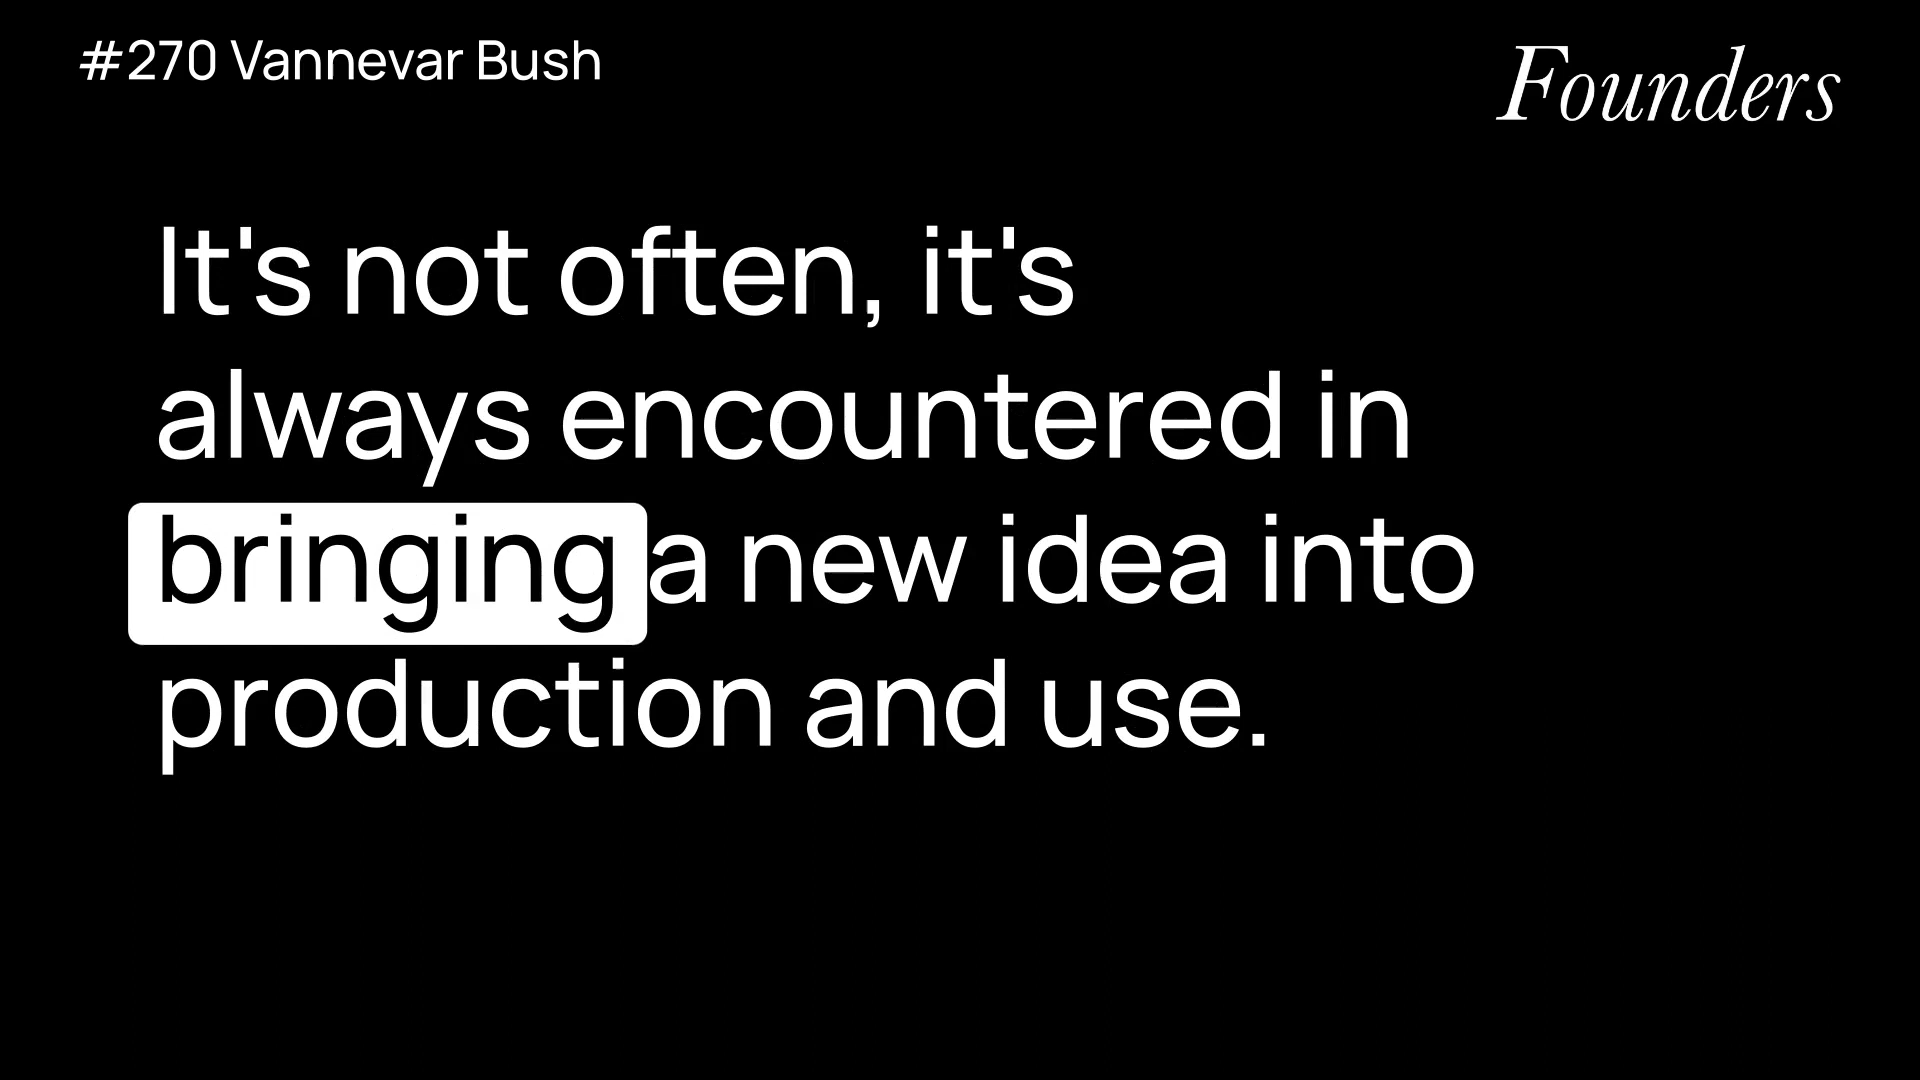 #270 Vannevar Bush
Founders
It's not often, it's
always encountered in
bringing a new idea into
production and use.